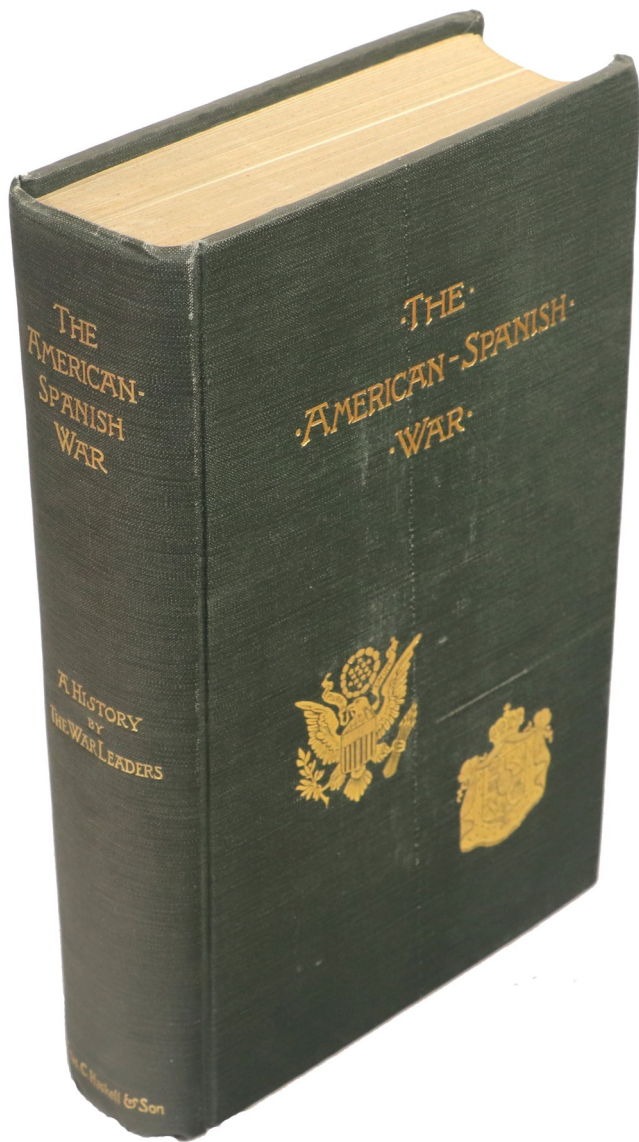 THE
AMERICAN-
SPANISH
WAR
A HISTORY
BY
THE WAR LEADERS
C. Haskell & Son
·THE·
·AMERICAN-SPANISH·
·WAR·